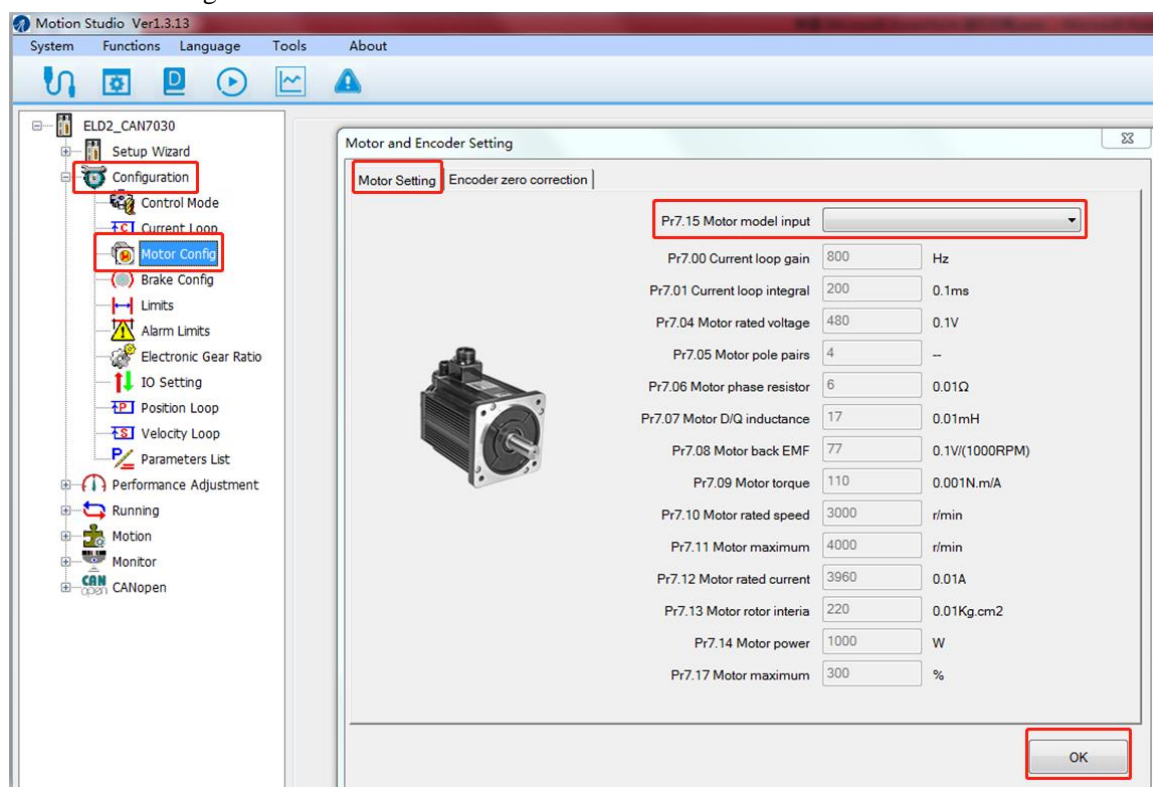 Motion Studio Ver1.3.13
System Functions Language Tools About
D
ELD2_CAN7030
Setup Wizard
Configuration
Control Mode
C Current Loop
Motor Config
Brake Config
Limits
Alarm Limits
Electronic Gear Ratio
IO Setting
P Position Loop
S Velocity Loop
P Parameters List
Performance Adjustment
Running
Motion
Monitor
CAN open CANopen
Motor and Encoder Setting
Motor Setting Encoder zero correction
Pr7.15 Motor model input
Pr7.00 Current loop gain 800 Hz
Pr7.01 Current loop integral 200 0.1ms
Pr7.04 Motor rated voltage 480 0.1V
Pr7.05 Motor pole pairs 4 --
Pr7.06 Motor phase resistor 6 0.01Ω
Pr7.07 Motor D/Q inductance 17 0.01mH
Pr7.08 Motor back EMF 77 0.1V/(1000RPM)
Pr7.09 Motor torque 110 0.001N.m/A
Pr7.10 Motor rated speed 3000 r/min
Pr7.11 Motor maximum 4000 r/min
Pr7.12 Motor rated current 3960 0.01A
Pr7.13 Motor rotor interia 220 0.01Kg.cm2
Pr7.14 Motor power 1000 W
Pr7.17 Motor maximum 300 %
OK